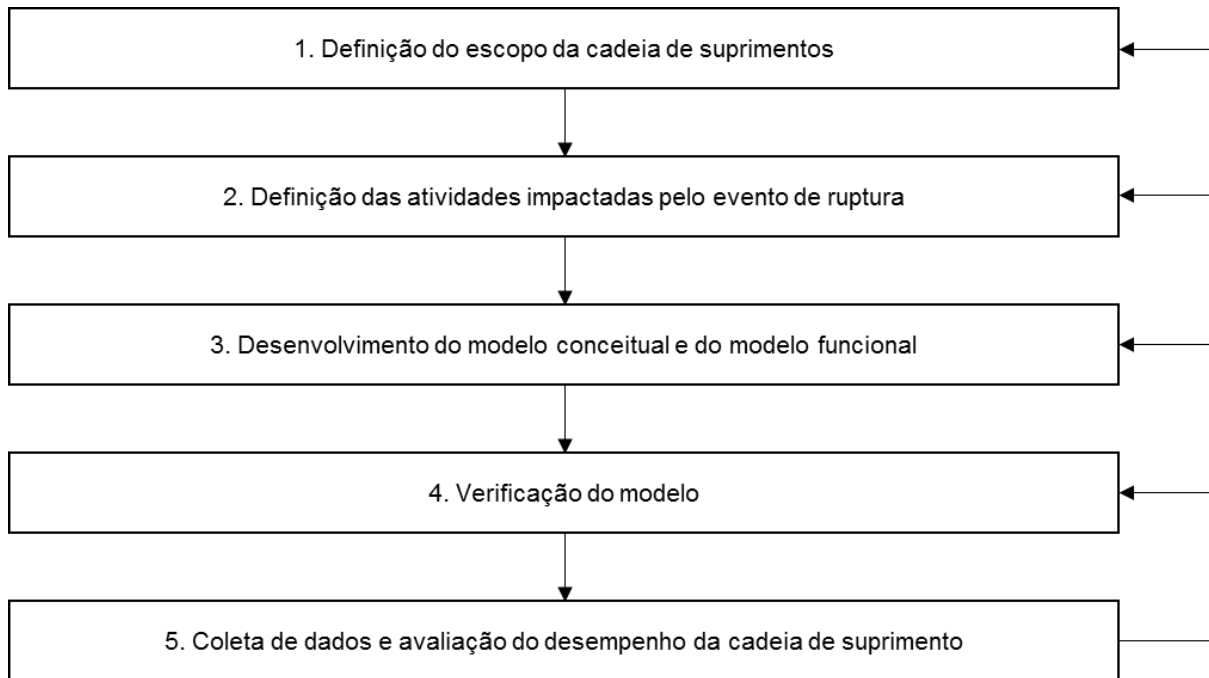 1. Definição do escopo da cadeia de suprimentos
2. Definição das atividades impactadas pelo evento de ruptura
3. Desenvolvimento do modelo conceitual e do modelo funcional
4. Verificação do modelo
5. Coleta de dados e avaliação do desempenho da cadeia de suprimento